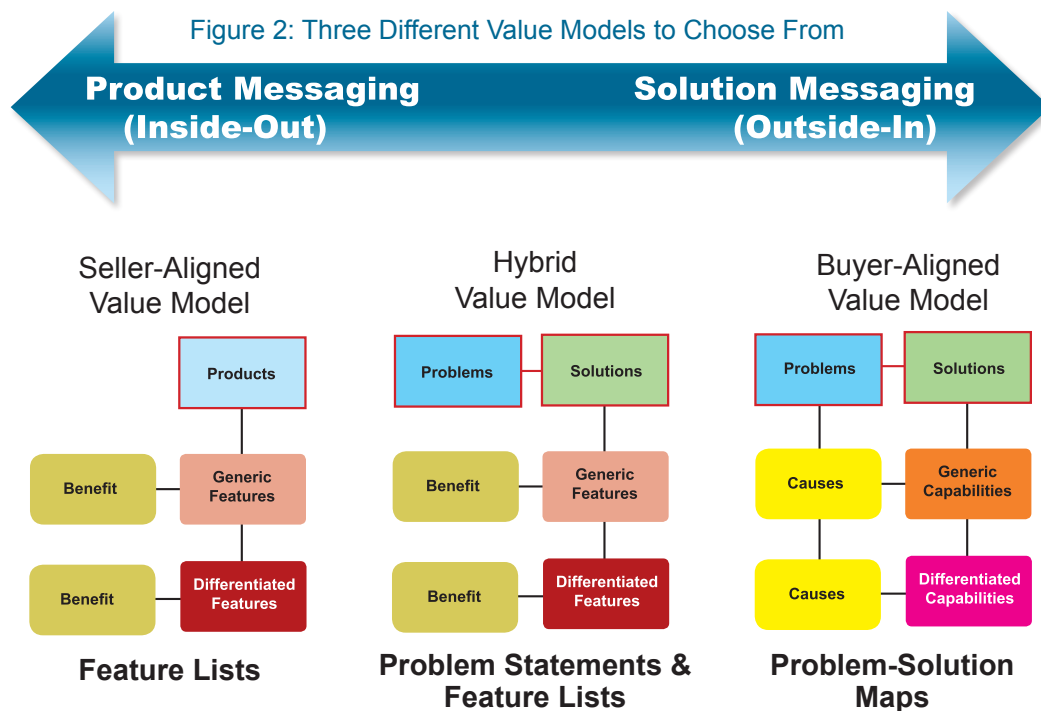 Figure 2: Three Different Value Models to Choose From
Product Messaging
(Inside-Out)
Solution Messaging
(Outside-In)
Seller-Aligned
Value Model
Products
Benefit
Generic
Features
Benefit
Differentiated
Features
Feature Lists
Hybrid
Value Model
Problems
Solutions
Benefit
Generic
Features
Benefit
Differentiated
Features
Problem Statements &
Feature Lists
Buyer-Aligned
Value Model
Problems
Solutions
Causes
Generic
Capabilities
Causes
Differentiated
Capabilities
Problem-Solution
Maps